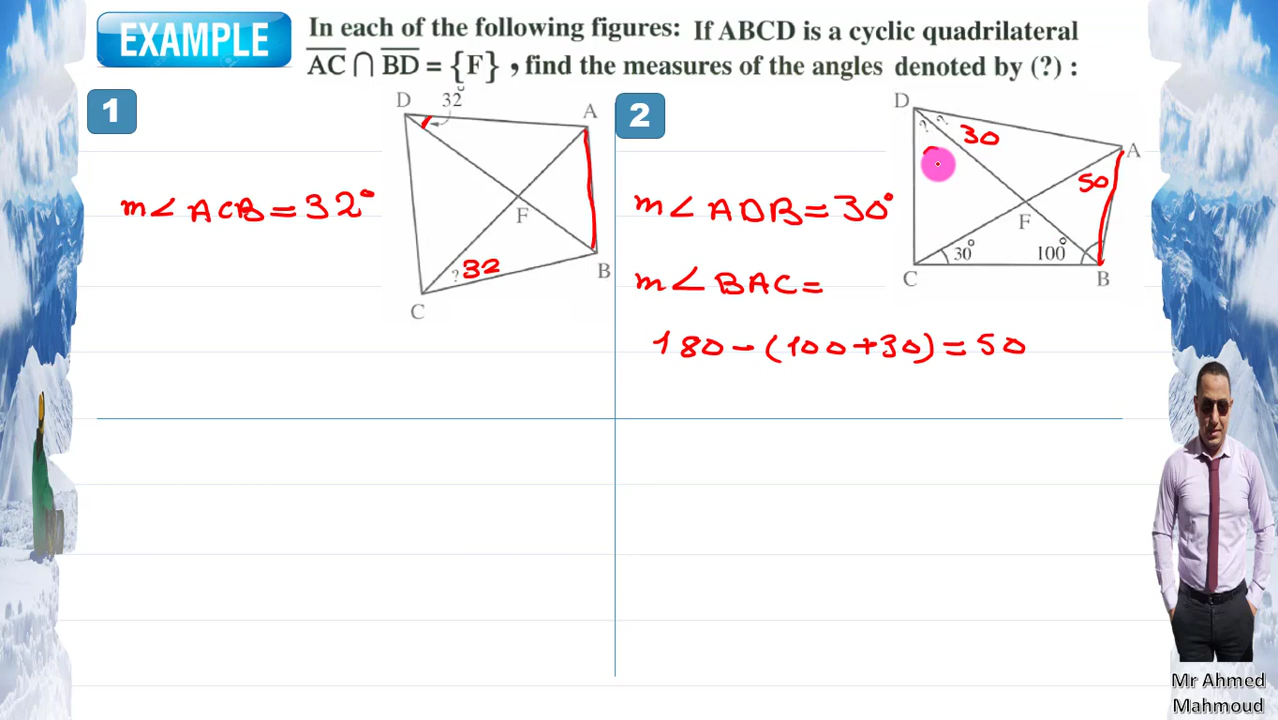 EXAMPLE
In each of the following figures: If ABCD is a cyclic quadrilateral
AC ∩ BD = {F} , find the measures of the angles denoted by (?) :
1
D
32°
A
F
B
? 32
C
m∠ ACB = 32°
2
D
? ?
30
A
50
F
30°
100°
C
B
m∠ ADB = 30°
m∠ BAC =
180 - (100 + 30) = 50
Mr Ahmed
Mahmoud